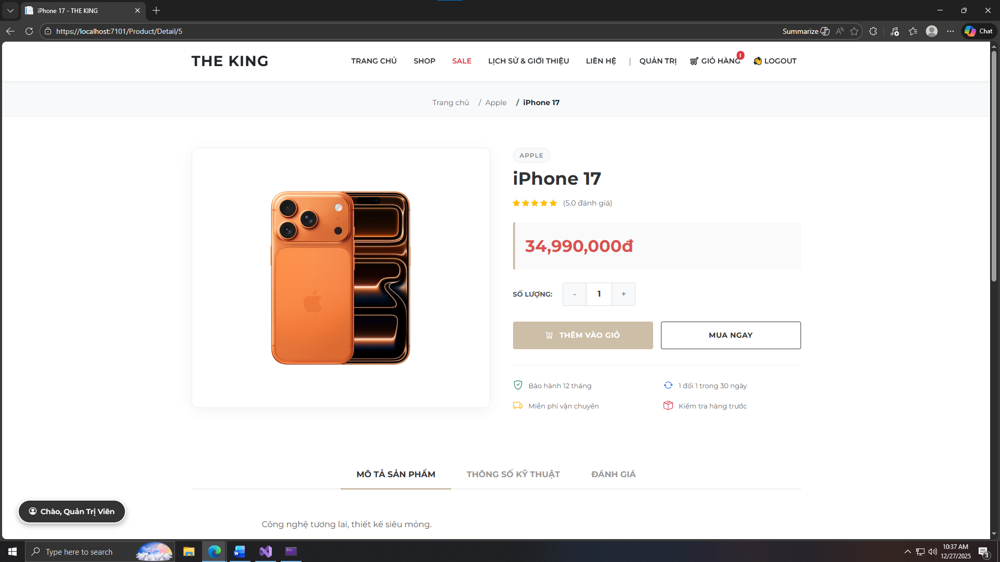 iPhone 17 - THE KING
https://localhost:7101/Product/Detail/5
Summarize
Chat
THE KING
TRANG CHỦ
SHOP
SALE
LỊCH SỬ & GIỚI THIỆU
LIÊN HỆ
|
QUẢN TRỊ
GIỎ HÀNG
!
LOGOUT
Trang chủ / Apple / iPhone 17
APPLE
iPhone 17
(5.0 đánh giá)
34,990,000đ
SỐ LƯỢNG: - 1 +
THÊM VÀO GIỎ
MUA NGAY
Bảo hành 12 tháng
1 đổi 1 trong 30 ngày
Miễn phí vận chuyển
Kiểm tra hàng trước
MÔ TẢ SẢN PHẨM
THÔNG SỐ KỸ THUẬT
ĐÁNH GIÁ
Chào, Quản Trị Viên
Công nghệ tương lai, thiết kế siêu mỏng.
Type here to search
10:37 AM
12/27/2025
3